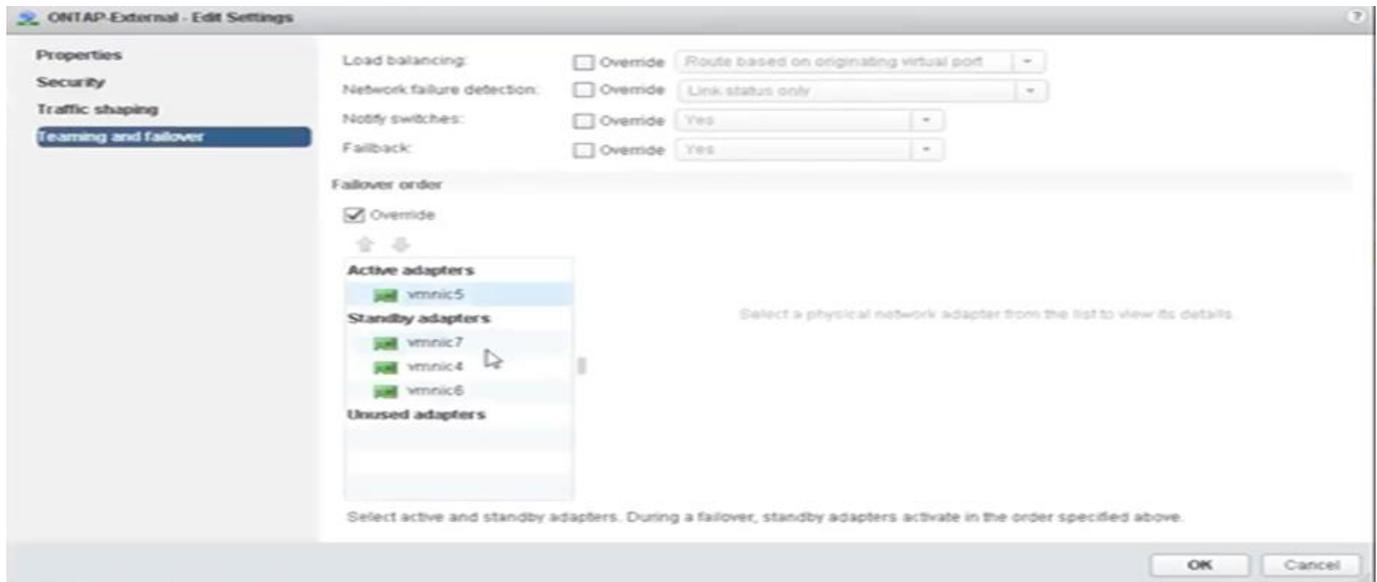 ONTAP-External - Edit Settings
?
Properties
Security
Traffic shaping
Teaming and failover
Load balancing: Override Route based on originating virtual port
Network failure detection: Override Link status only
Notify switches: Override Yes
Failback: Override Yes
Failover order
Override
Active adapters
vmnic5
Standby adapters
vmnic7
vmnic4
vmnic6
Unused adapters
Select a physical network adapter from the list to view its details.
Select active and standby adapters. During a failover, standby adapters activate in the order specified above.
OK Cancel